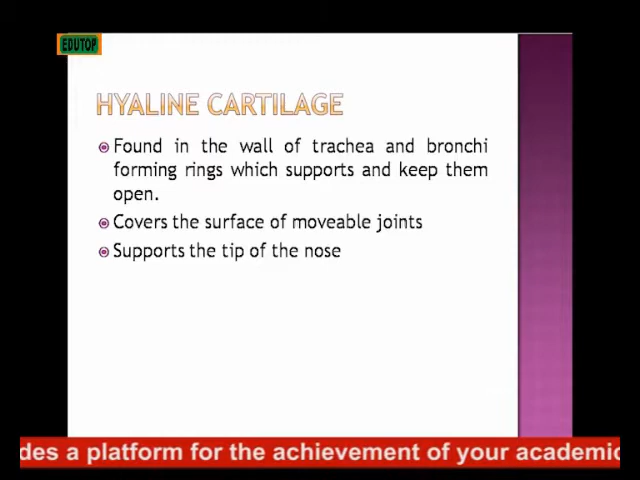 EDUTOP
HYALINE CARTILAGE
Found in the wall of trachea and bronchi
forming rings which supports and keep them
open.
Covers the surface of moveable joints
Supports the tip of the nose
des a platform for the achievement of your academic